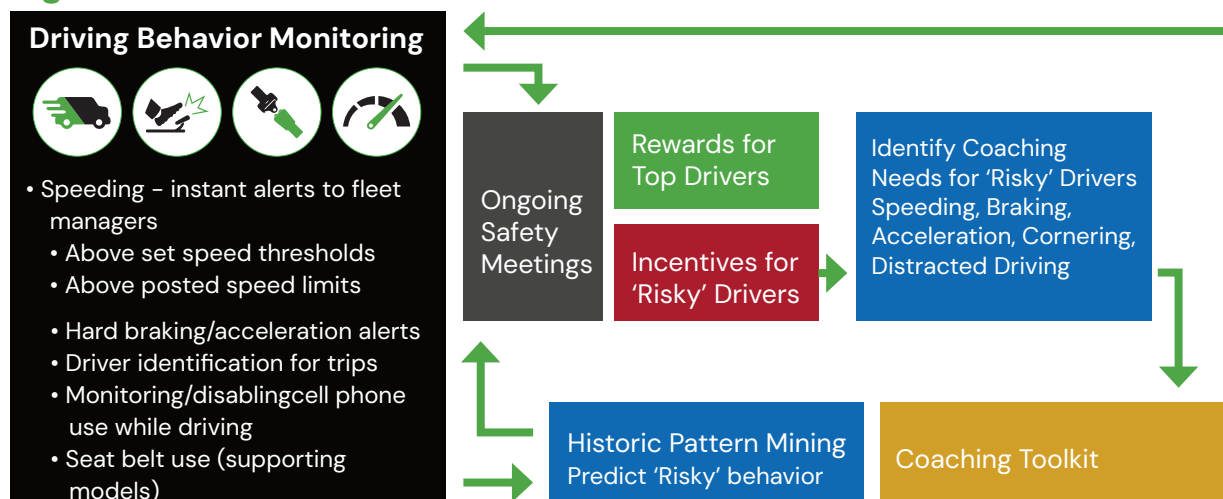 Driving Behavior Monitoring
• Speeding – instant alerts to fleet
managers
• Above set speed thresholds
• Above posted speed limits
• Hard braking/acceleration alerts
• Driver identification for trips
• Monitoring/disablingcell phone
use while driving
• Seat belt use (supporting
models)
Ongoing
Safety
Meetings
Rewards for
Top Drivers
Incentives for
‘Risky’ Drivers
Identify Coaching
Needs for ‘Risky’ Drivers
Speeding, Braking,
Acceleration, Cornering,
Distracted Driving
Historic Pattern Mining
Predict ‘Risky’ behavior
Coaching Toolkit